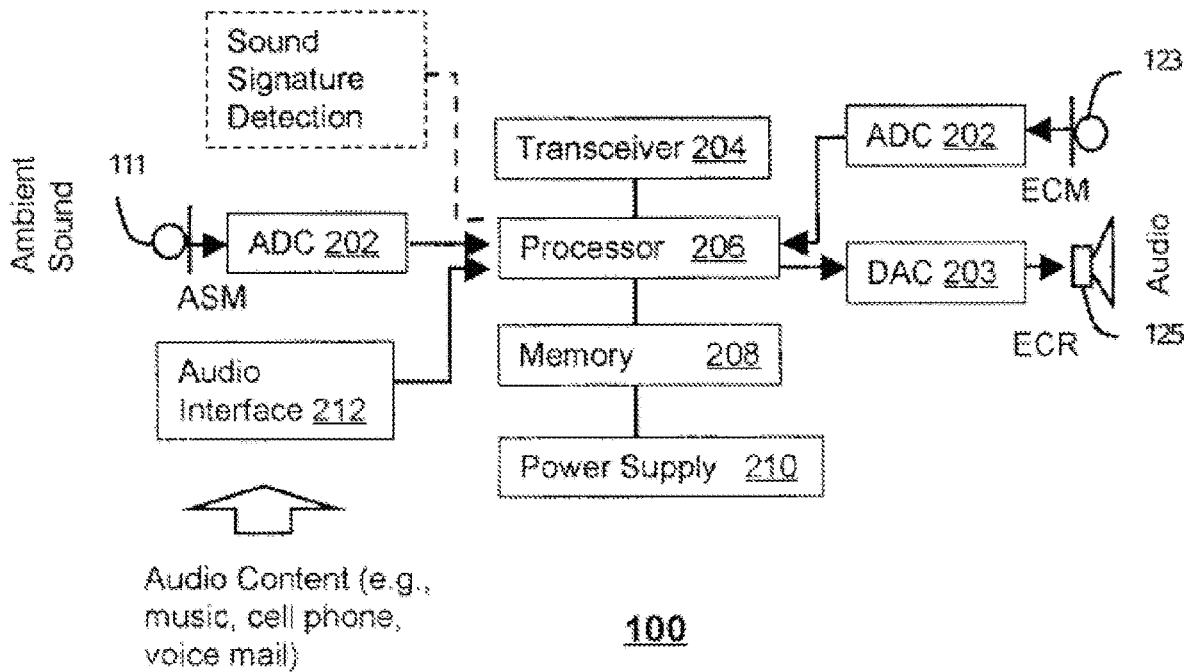 Sound
Signature
Detection
123
Transceiver 204
ADC 202
ECM
111
Ambient
Sound
ADC 202
ASM
Processor 206
DAC 203
Audio
ECR
125
Audio
Interface 212
Memory 208
Power Supply 210
Audio Content (e.g.,
music, cell phone,
voice mail)
100